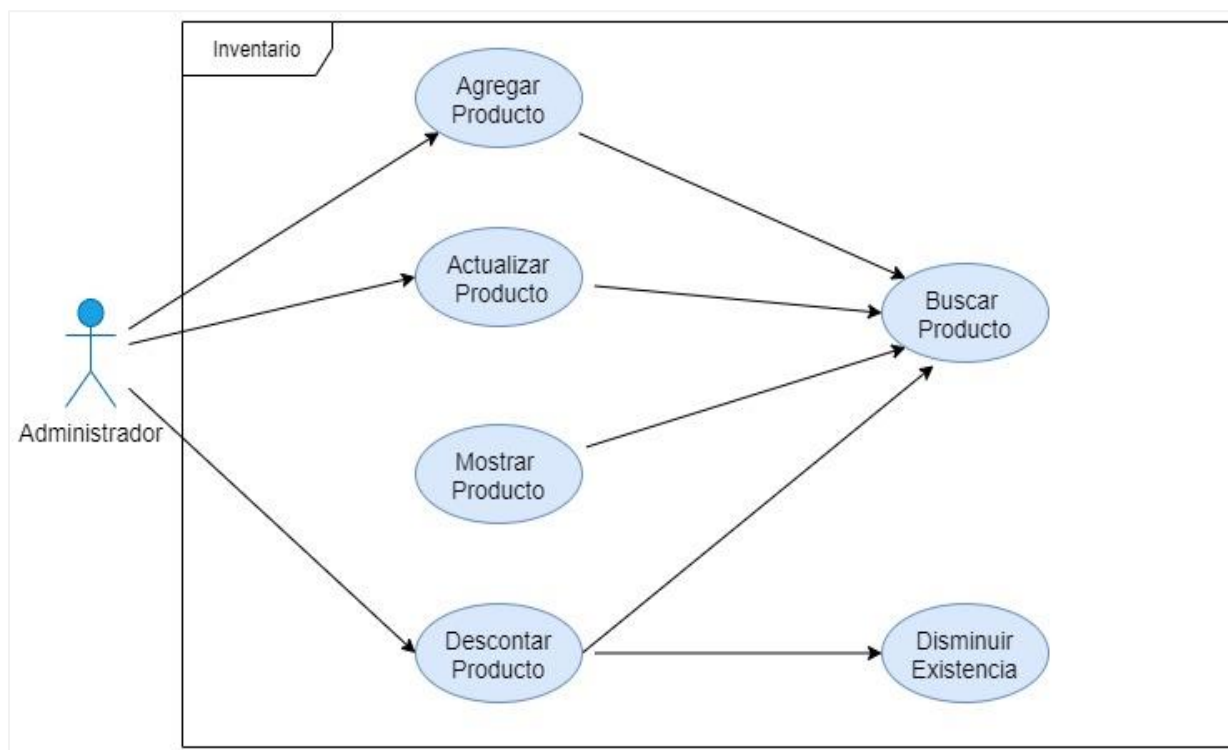 Inventario
Agregar
Producto
Actualizar
Producto
Buscar
Producto
Administrador
Mostrar
Producto
Descontar
Producto
Disminuir
Existencia